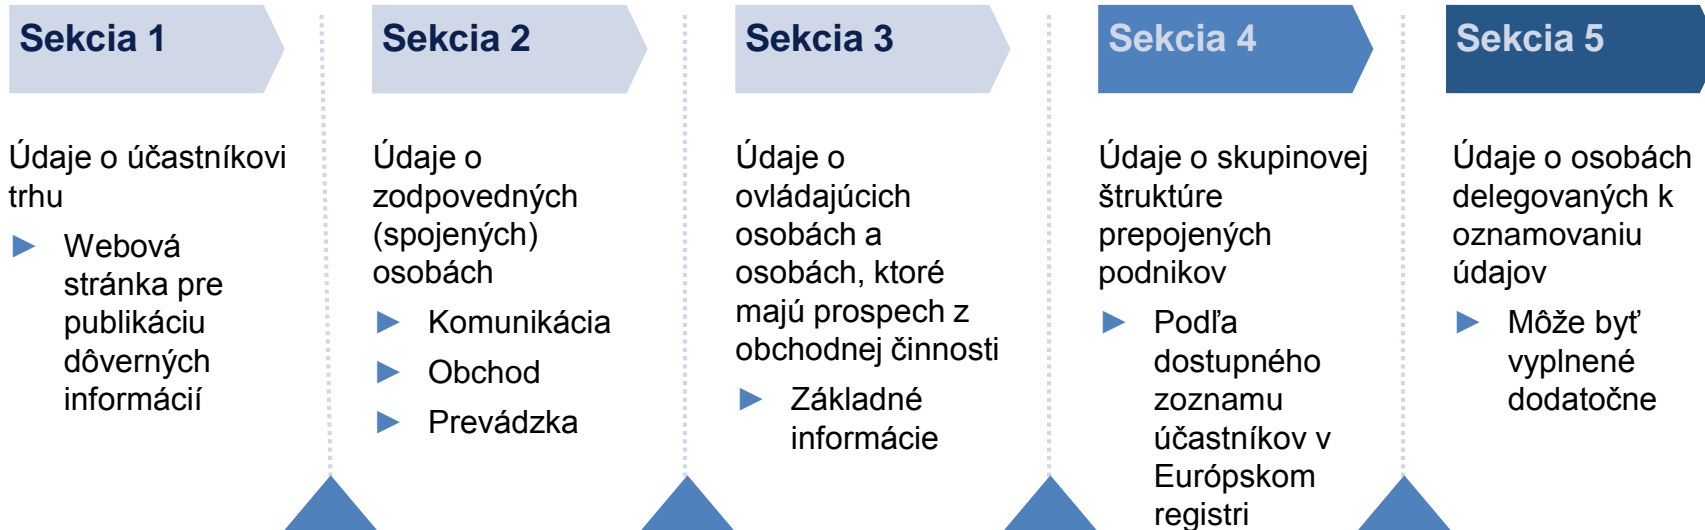 Sekcia 1
Údaje o účastníkovi
trhu
► Webová
stránka pre
publikáciu
dôverných
informácií
Sekcia 2
Údaje o
zodpovedných
(spojených)
osobách
► Komunikácia
► Obchod
► Prevádzka
Sekcia 3
Údaje o
ovládajúcich
osobách a
osobách, ktoré
majú prospech z
obchodnej činnosti
► Základné
informácie
Sekcia 4
Údaje o skupinovej
štruktúre
prepojených
podnikov
► Podľa
dostupného
zoznamu
účastníkov v
Európskom
registri
Sekcia 5
Údaje o osobách
delegovaných k
oznamovaniu
údajov
► Môže byť
vyplnené
dodatočne